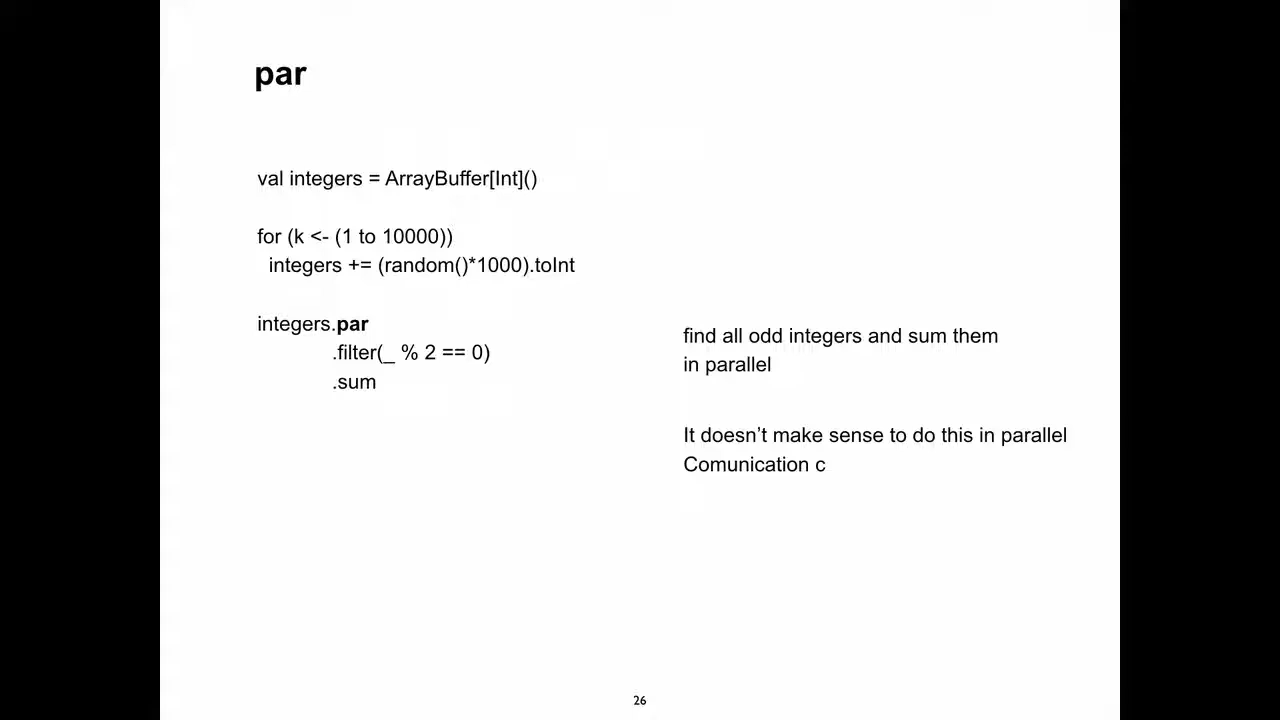 par
val integers = ArrayBuffer[Int]()
for (k <- (1 to 10000))
integers += (random()*1000).toInt
integers.par
.filter(_ % 2 == 0)
.sum
find all odd integers and sum them
in parallel
It doesn’t make sense to do this in parallel
Comunication c
26